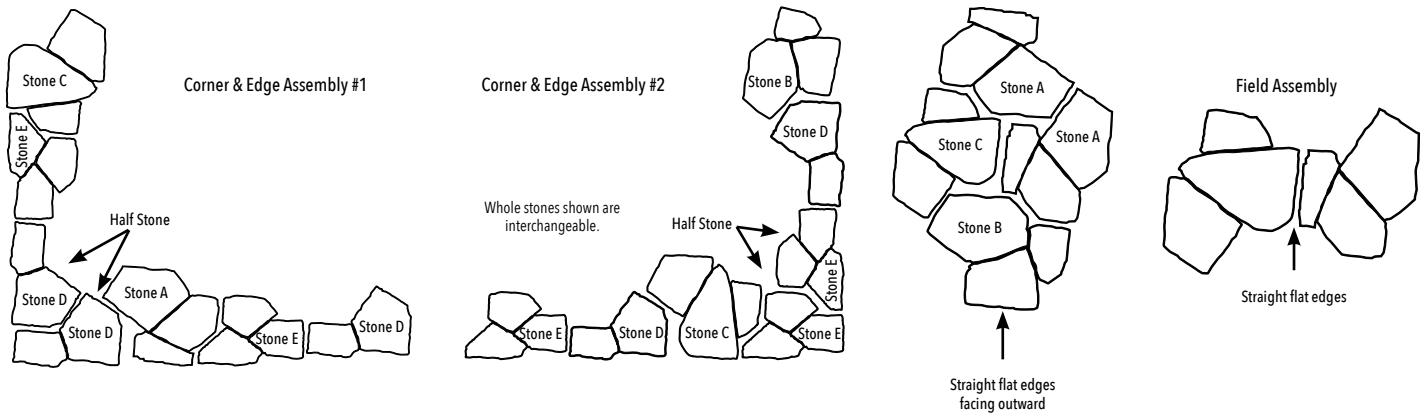 Corner & Edge Assembly #1
Stone C
Stone E
Half Stone
Stone D
Stone A
Stone D
Stone E
Stone D
Corner & Edge Assembly #2
Stone B
Stone D
Whole stones shown are
interchangeable.
Half Stone
Stone E
Stone E
Stone D
Stone C
Stone E
Stone A
Stone A
Stone C
Stone B
Straight flat edges
facing outward
Field Assembly
Straight flat edges